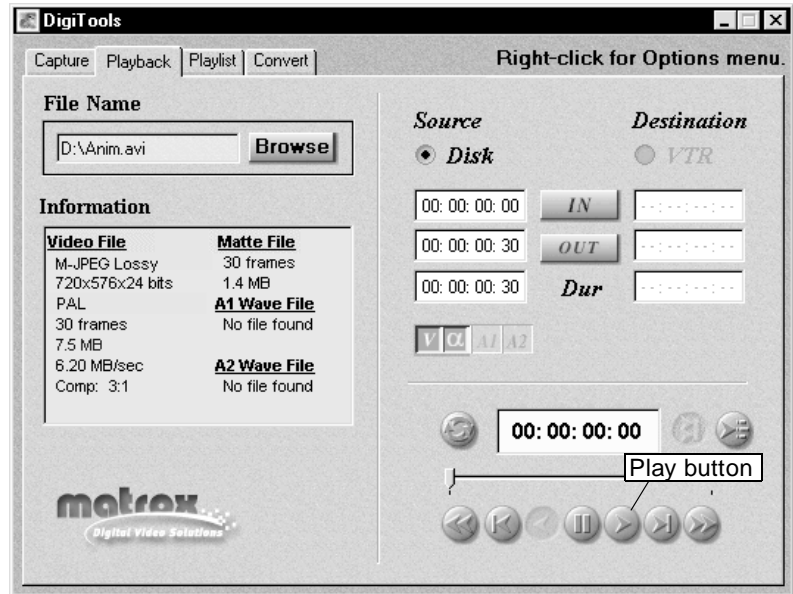 DigiTools
Capture Playback Playlist Convert
Right-click for Options menu.
File Name
D:\Anim.avi Browse
Information
Video File
M-JPEG Lossy
720x576x24 bits
PAL
30 frames
7.5 MB
6.20 MB/sec
Comp: 3:1
Matte File
30 frames
1.4 MB
A1 Wave File
No file found
A2 Wave File
No file found
matrox
Digital Video Solutions
Source Destination
Disk VTR
00: 00: 00: 00 IN --:--:--:--
00: 00: 00: 30 OUT --:--:--:--
00: 00: 00: 30 Dur --:--:--:--
V α A1 A2
00: 00: 00: 00
Play button